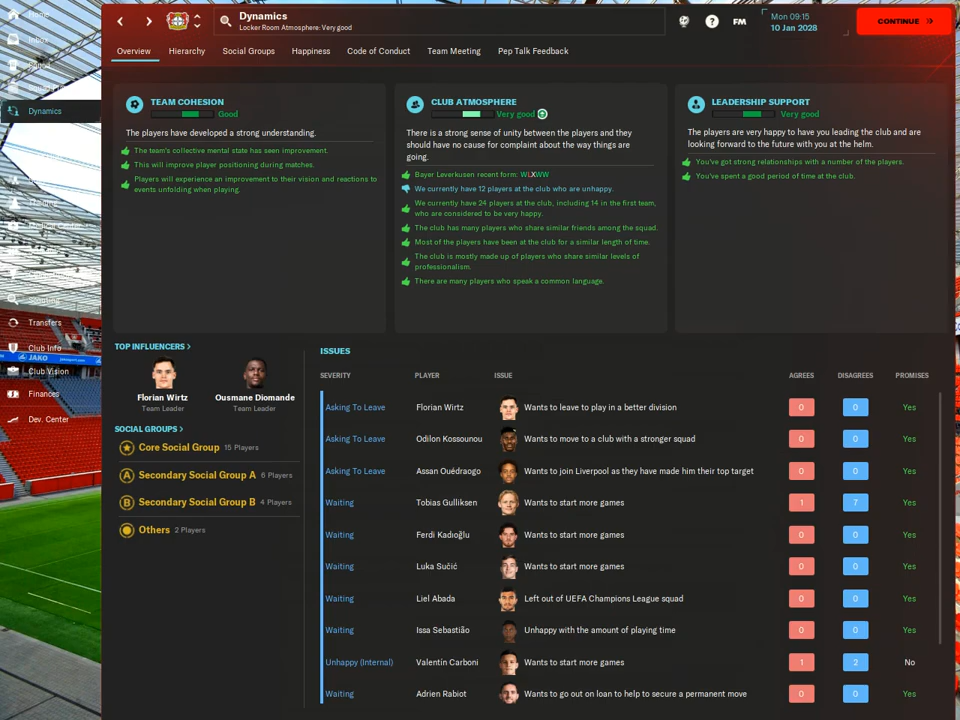 Dynamics
Locker Room Atmosphere: Very good
FM
Mon 09:15
10 Jan 2028
CONTINUE
Home
Inbox
Squad
Dynamics
Scouting
Transfers
Club Info
JAKO
Club Vision
Finances
Dev. Center
Overview
Hierarchy
Social Groups
Happiness
Code of Conduct
Team Meeting
Pep Talk Feedback
TEAM COHESION
Good
The players have developed a strong understanding.
The team's collective mental state has seen improvement.
This will improve player positioning during matches.
Players will experience an improvement to their vision and reactions to
events unfolding when playing.
CLUB ATMOSPHERE
Very good
There is a strong sense of unity between the players and they
should have no cause for complaint about the way things are
going.
Bayer Leverkusen recent form: WLXWW
We currently have 12 players at the club who are unhappy.
We currently have 24 players at the club, including 14 in the first team,
who are considered to be very happy.
The club has many players who share similar friends among the squad.
Most of the players have been at the club for a similar length of time.
The club is mostly made up of players who share similar levels of
professionalism.
There are many players who speak a common language.
LEADERSHIP SUPPORT
Very good
The players are very happy to have you leading the club and are
looking forward to the future with you at the helm.
You've got strong relationships with a number of the players.
You've spent a good period of time at the club.
TOP INFLUENCERS >
Florian Wirtz
Team Leader
Ousmane Diomande
Team Leader
SOCIAL GROUPS >
Core Social Group 15 Players
A Secondary Social Group A 6 Players
B Secondary Social Group B 4 Players
Others 2 Players
ISSUES
SEVERITY PLAYER ISSUE AGREES DISAGREES PROMISES
Asking To Leave Florian Wirtz Wants to leave to play in a better division 0 0 Yes
Asking To Leave Odilon Kossounou Wants to move to a club with a stronger squad 0 0 Yes
Asking To Leave Assan Ouédraogo Wants to join Liverpool as they have made him their top target 0 0 Yes
Waiting Tobias Gulliksen Wants to start more games 1 7 Yes
Waiting Ferdi Kadıoğlu Wants to start more games 0 0 Yes
Waiting Luka Sučić Wants to start more games 0 0 Yes
Waiting Liel Abada Left out of UEFA Champions League squad 0 0 Yes
Waiting Issa Sebastião Unhappy with the amount of playing time 0 0 Yes
Unhappy (Internal) Valentín Carboni Wants to start more games 1 2 No
Waiting Adrien Rabiot Wants to go out on loan to help to secure a permanent move 0 0 Yes